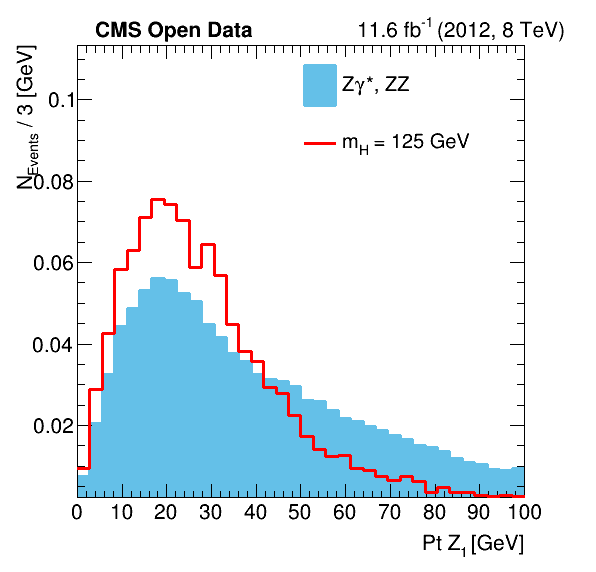 CMS Open Data
11.6 fb-1 (2012, 8 TeV)
N_Events / 3 [GeV]
Zγ*, ZZ
m_H = 125 GeV
0.1
0.08
0.06
0.04
0.02
0 10 20 30 40 50 60 70 80 90 100
Pt Z_1 [GeV]